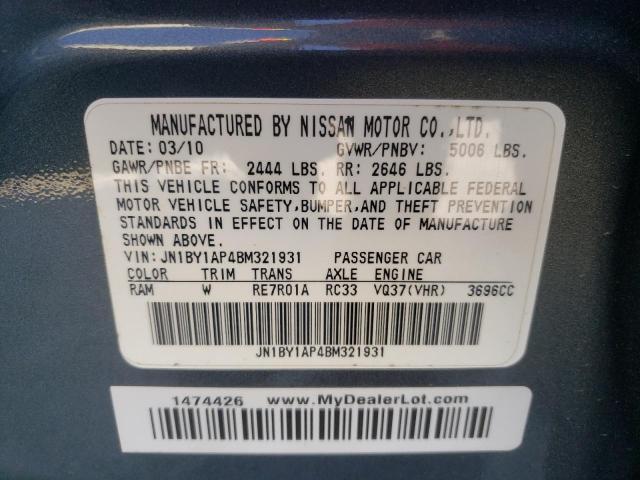 MANUFACTURED BY NISSAN MOTOR CO.,LTD.
DATE: 03/10 GVWR/PNBV: 5006 LBS.
GAWR/PNBE FR: 2444 LBS. RR: 2646 LBS.
THIS VEHICLE CONFORMS TO ALL APPLICABLE FEDERAL
MOTOR VEHICLE SAFETY,BUMPER,AND THEFT PREVENTION
STANDARDS IN EFFECT ON THE DATE OF MANUFACTURE
SHOWN ABOVE.
VIN: JN1BY1AP4BM321931 PASSENGER CAR
COLOR TRIM TRANS AXLE ENGINE
RAM W RE7R01A RC33 VQ37(VHR) 3696CC
JN1BY1AP4BM321931
1474426 www.MyDealerLot.com